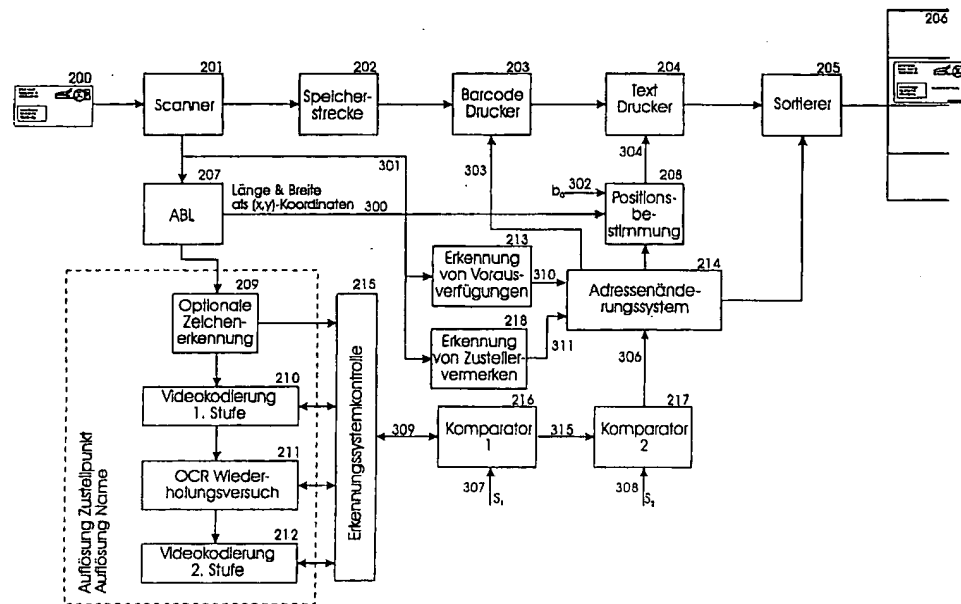 206
200
201
202
203
204
205
Scanner
Speicher-
strecke
Barcode
Drucker
Text
Drucker
Sortierer
301
303
304
207
ABL
Länge & Breite
als (x,y)-Koordinaten
300
b₀
302
208
Positions-
be-
stimmung
213
Erkennung
von Voraus-
verfügungen
310
214
Adressenände-
rungssystem
209
Optionale
Zeichen-
erkennung
215
Erkennungssystemkontrolle
218
Erkennung
von Zusteller-
vermerken
311
306
210
Videokodierung
1. Stufe
216
Komparator
1
217
Komparator
2
309
315
211
OCR Wieder-
holungsversuch
307
S₁
308
S₂
212
Videokodierung
2. Stufe
Auflösung Zustellpunkt
Auflösung Name